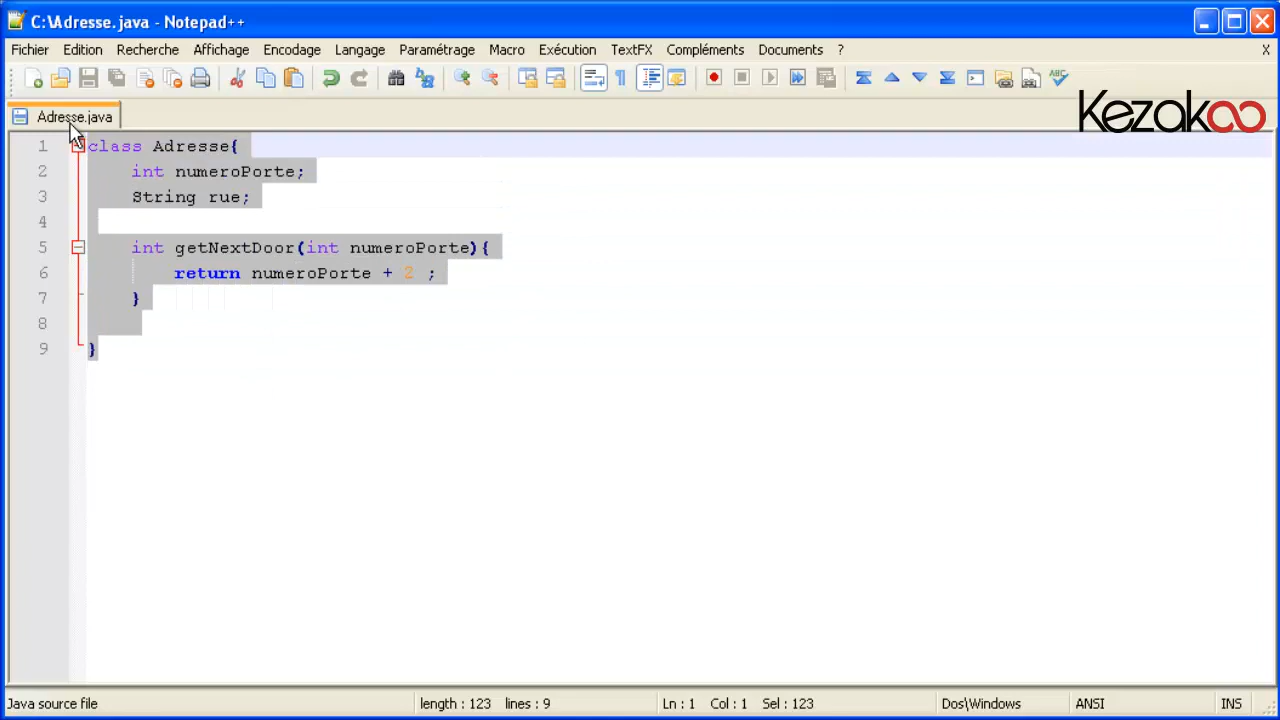 C:\Adresse.java - Notepad++
Fichier Edition Recherche Affichage Encodage Langage Paramétrage Macro Exécution TextFX Compléments Documents ? X
Adresse.java
Kezakoo
1 class Adresse{
2 int numeroPorte;
3 String rue;
4
5 int getNextDoor(int numeroPorte){
6 return numeroPorte + 2 ;
7 }
8
9 }
Java source file length : 123 lines : 9 Ln : 1 Col : 1 Sel : 123 Dos\Windows ANSI INS